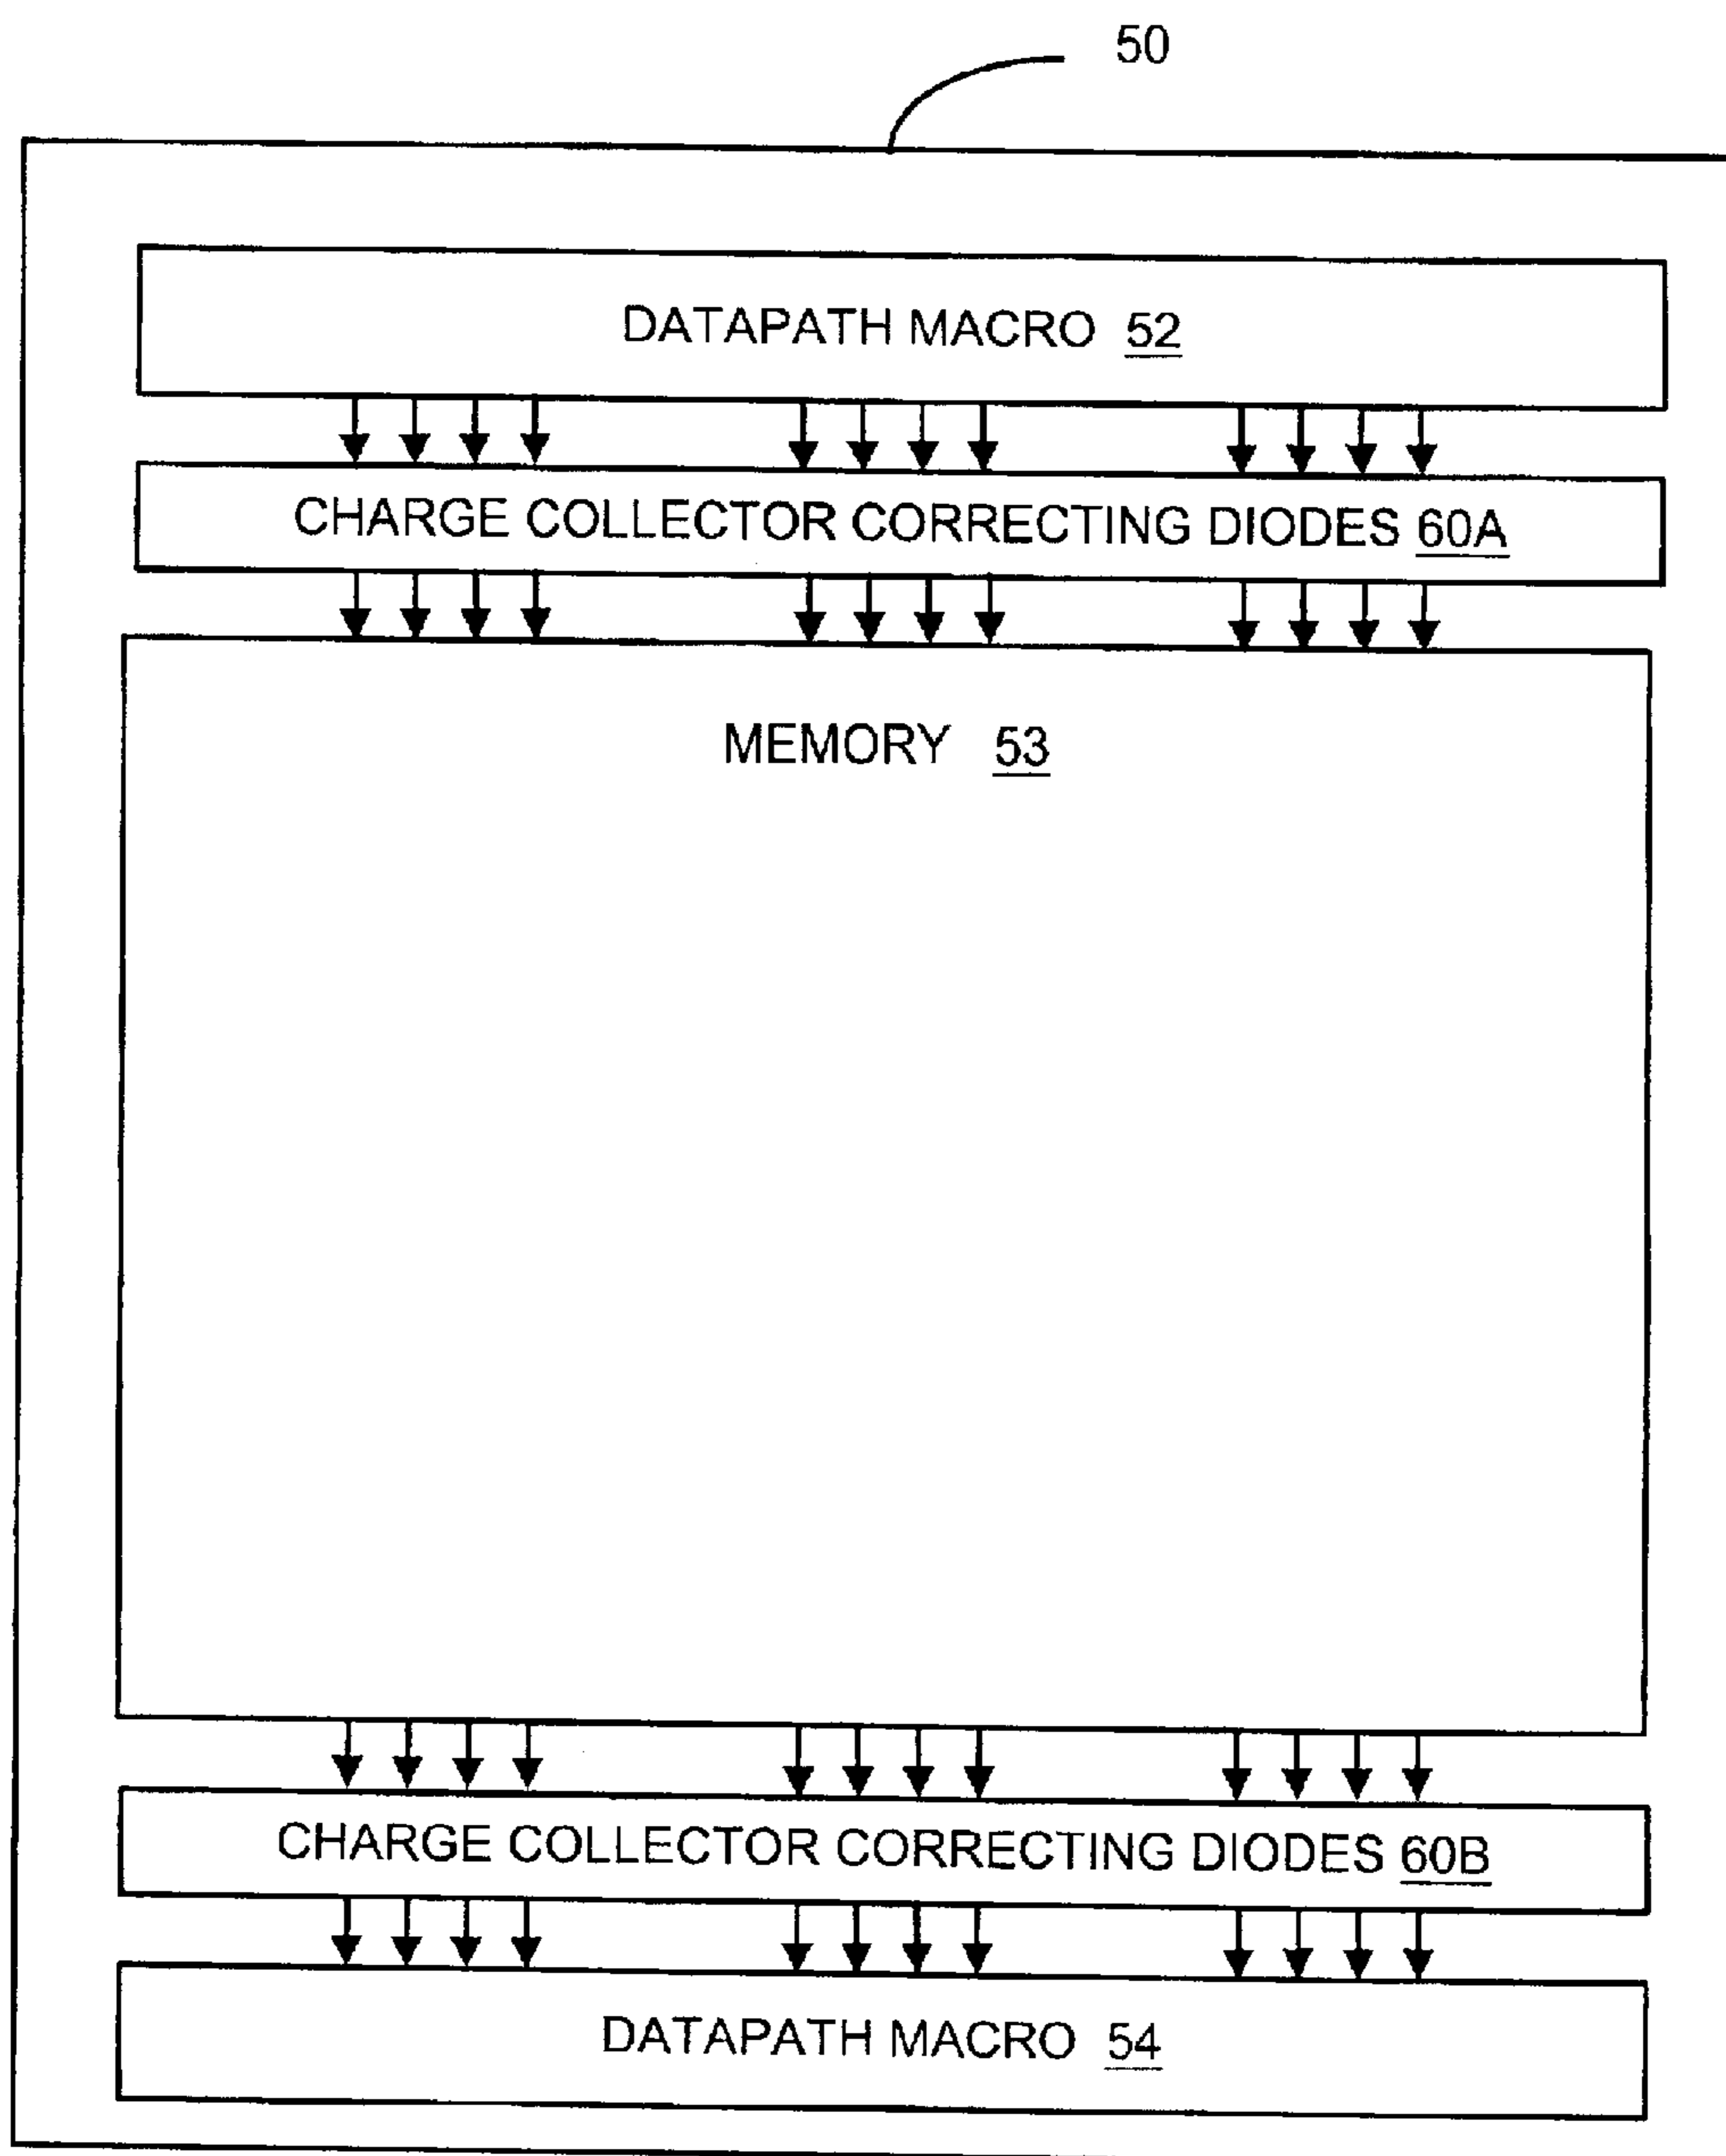 50
DATAPATH MACRO 52
CHARGE COLLECTOR CORRECTING DIODES 60A
MEMORY 53
CHARGE COLLECTOR CORRECTING DIODES 60B
DATAPATH MACRO 54